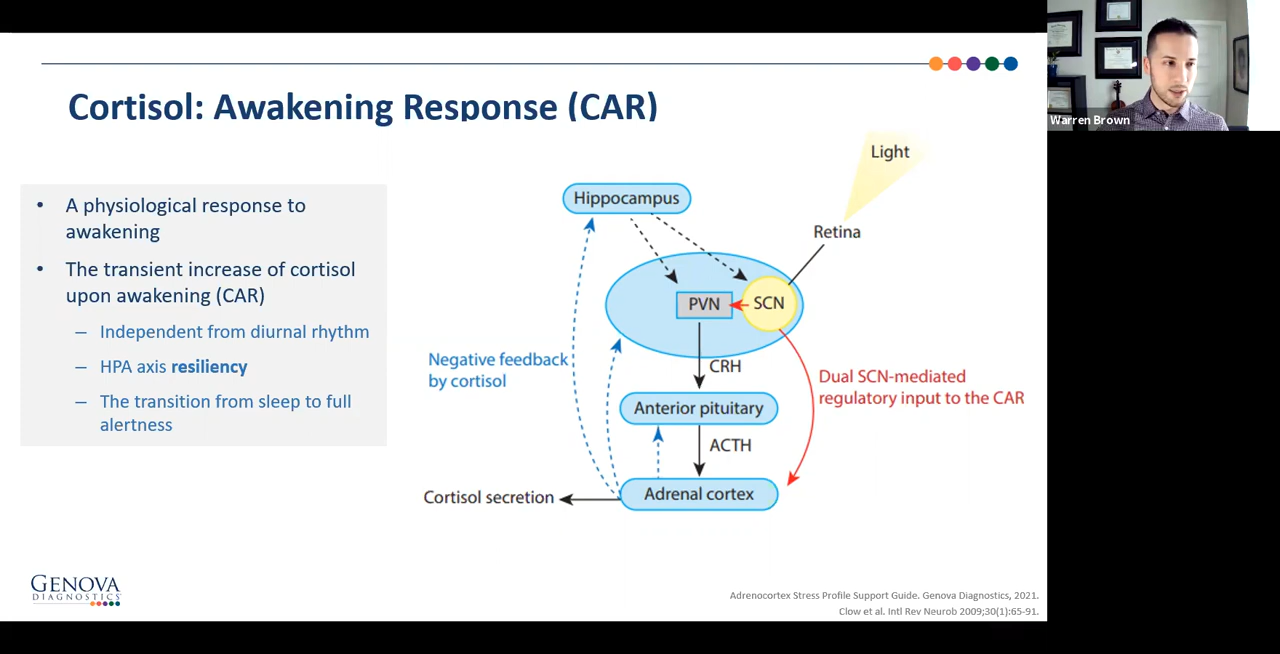 Cortisol: Awakening Response (CAR)
• A physiological response to
awakening
• The transient increase of cortisol
upon awakening (CAR)
– Independent from diurnal rhythm
– HPA axis resiliency
– The transition from sleep to full
alertness
Light
Hippocampus
Retina
PVN
SCN
Negative feedback
by cortisol
CRH
Dual SCN-mediated
regulatory input to the CAR
Anterior pituitary
ACTH
Adrenal cortex
Cortisol secretion
GENOVA
DIAGNOSTICS
Adrenocortex Stress Profile Support Guide. Genova Diagnostics, 2021.
Clow et al. Intl Rev Neurob 2009;30(1):65-91.
Warren Brown